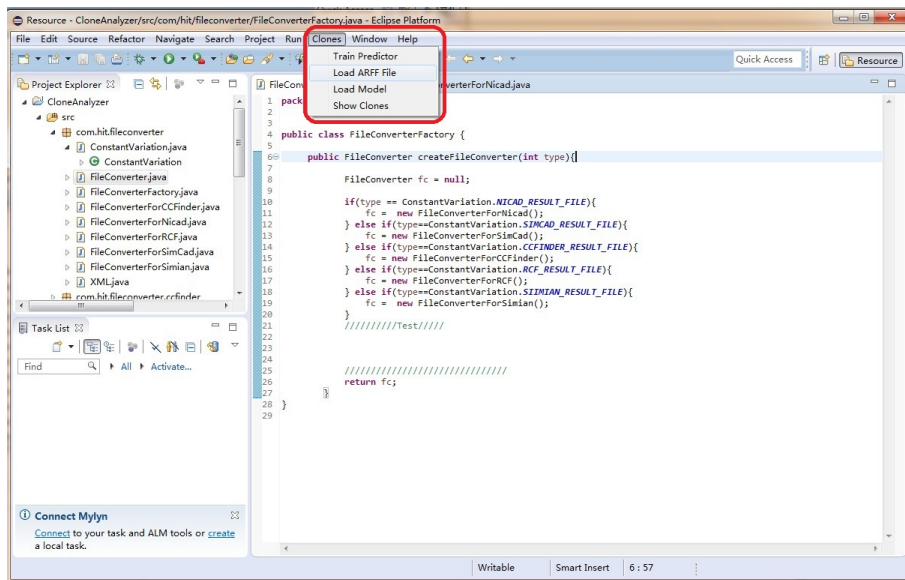 Resource - CloneAnalyzer/src/com/hit/fileconverter/FileConverterFactory.java - Eclipse Platform
File Edit Source Refactor Navigate Search Project Run Clones Window Help
Train Predictor
Load ARFF File
Load Model
Show Clones
Quick Access
Resource
Project Explorer
CloneAnalyzer
src
com.hit.fileconverter
ConstantVariation.java
ConstantVariation
FileConverter.java
FileConverterFactory.java
FileConverterForCCFinder.java
FileConverterForNicad.java
FileConverterForRCF.java
FileConverterForSimCad.java
FileConverterForSimian.java
XML.java
com.hit.fileconverter.ccfinder
Task List
Find All Activate...
Connect Mylyn
Connect to your task and ALM tools or create
a local task.
FileConv verterForNicad.java
1 pack
2
3
4 public class FileConverterFactory {
5
6 public FileConverter createFileConverter(int type){
7
8 FileConverter fc = null;
9
10 if(type == ConstantVariation.NICAD_RESULT_FILE){
11 fc = new FileConverterForNicad();
12 } else if(type==ConstantVariation.SIMCAD_RESULT_FILE){
13 fc = new FileConverterForSimCad();
14 } else if(type==ConstantVariation.CCFINDER_RESULT_FILE){
15 fc = new FileConverterForCCFinder();
16 } else if(type==ConstantVariation.RCF_RESULT_FILE){
17 fc = new FileConverterForRCF();
18 } else if(type==ConstantVariation.SIIMIAN_RESULT_FILE){
19 fc = new FileConverterForSimian();
20 }
21 //////////Test/////
22
23
24
25 ///////////////////////////////
26 return fc;
27 }
28 }
29
Writable Smart Insert 6 : 57